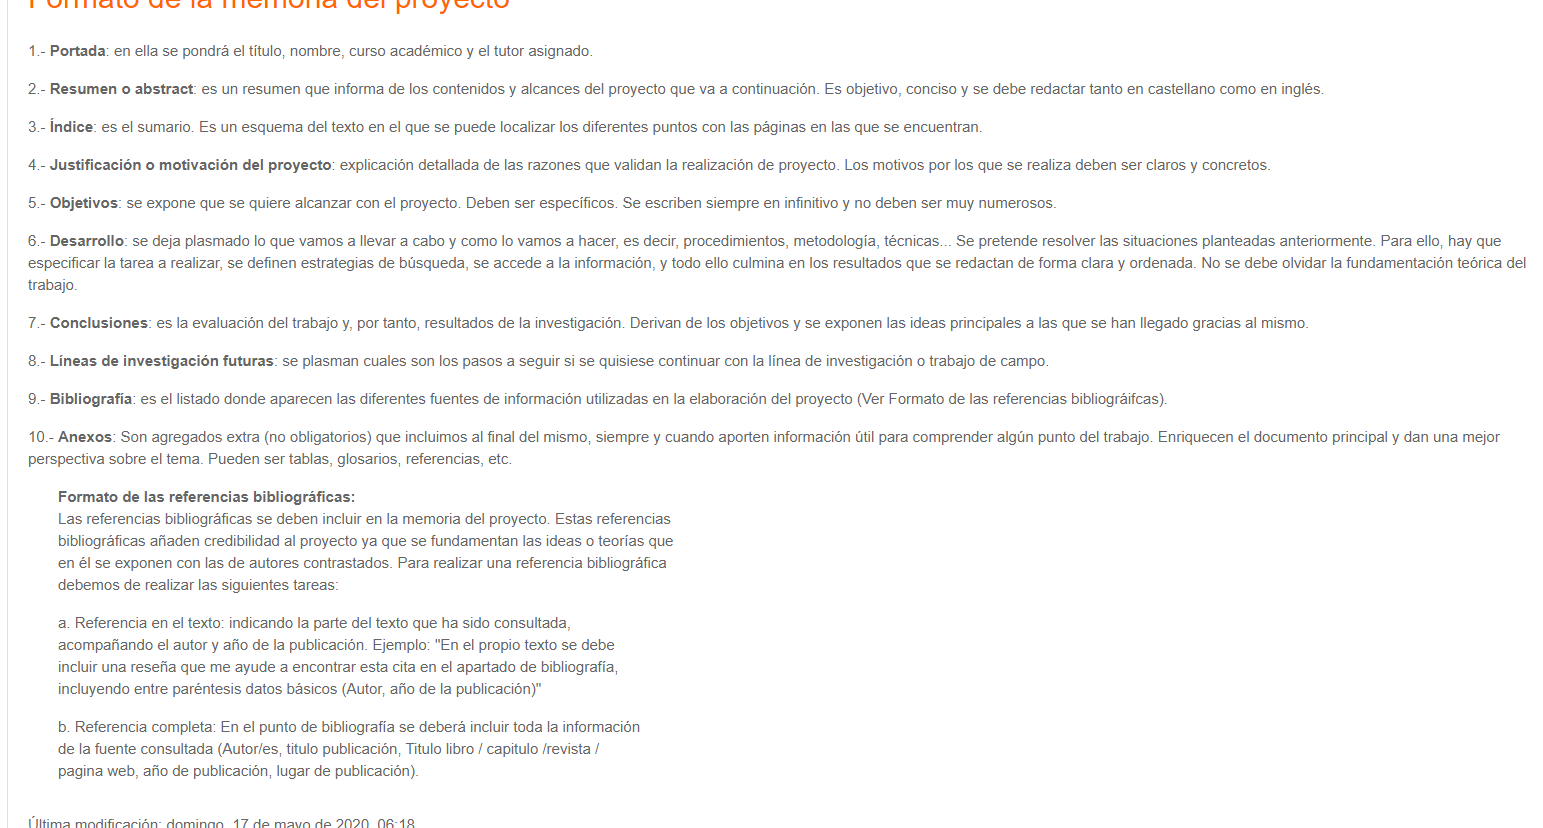 Formato de la memoria del proyecto
1.- Portada: en ella se pondrá el título, nombre, curso académico y el tutor asignado.
2.- Resumen o abstract: es un resumen que informa de los contenidos y alcances del proyecto que va a continuación. Es objetivo, conciso y se debe redactar tanto en castellano como en inglés.
3.- Índice: es el sumario. Es un esquema del texto en el que se puede localizar los diferentes puntos con las páginas en las que se encuentran.
4.- Justificación o motivación del proyecto: explicación detallada de las razones que validan la realización de proyecto. Los motivos por los que se realiza deben ser claros y concretos.
5.- Objetivos: se expone que se quiere alcanzar con el proyecto. Deben ser específicos. Se escriben siempre en infinitivo y no deben ser muy numerosos.
6.- Desarrollo: se deja plasmado lo que vamos a llevar a cabo y como lo vamos a hacer, es decir, procedimientos, metodología, técnicas... Se pretende resolver las situaciones planteadas anteriormente. Para ello, hay que
especificar la tarea a realizar, se definen estrategias de búsqueda, se accede a la información, y todo ello culmina en los resultados que se redactan de forma clara y ordenada. No se debe olvidar la fundamentación teórica del
trabajo.
7.- Conclusiones: es la evaluación del trabajo y, por tanto, resultados de la investigación. Derivan de los objetivos y se exponen las ideas principales a las que se han llegado gracias al mismo.
8.- Líneas de investigación futuras: se plasman cuales son los pasos a seguir si se quisiese continuar con la línea de investigación o trabajo de campo.
9.- Bibliografía: es el listado donde aparecen las diferentes fuentes de información utilizadas en la elaboración del proyecto (Ver Formato de las referencias bibliográifcas).
10.- Anexos: Son agregados extra (no obligatorios) que incluimos al final del mismo, siempre y cuando aporten información útil para comprender algún punto del trabajo. Enriquecen el documento principal y dan una mejor
perspectiva sobre el tema. Pueden ser tablas, glosarios, referencias, etc.
Formato de las referencias bibliográficas:
Las referencias bibliográficas se deben incluir en la memoria del proyecto. Estas referencias
bibliográficas añaden credibilidad al proyecto ya que se fundamentan las ideas o teorías que
en él se exponen con las de autores contrastados. Para realizar una referencia bibliográfica
debemos de realizar las siguientes tareas:
a. Referencia en el texto: indicando la parte del texto que ha sido consultada,
acompañando el autor y año de la publicación. Ejemplo: "En el propio texto se debe
incluir una reseña que me ayude a encontrar esta cita en el apartado de bibliografía,
incluyendo entre paréntesis datos básicos (Autor, año de la publicación)"
b. Referencia completa: En el punto de bibliografía se deberá incluir toda la información
de la fuente consultada (Autor/es, titulo publicación, Titulo libro / capitulo /revista /
pagina web, año de publicación, lugar de publicación).
Última modificación: domingo, 17 de mayo de 2020, 06:18